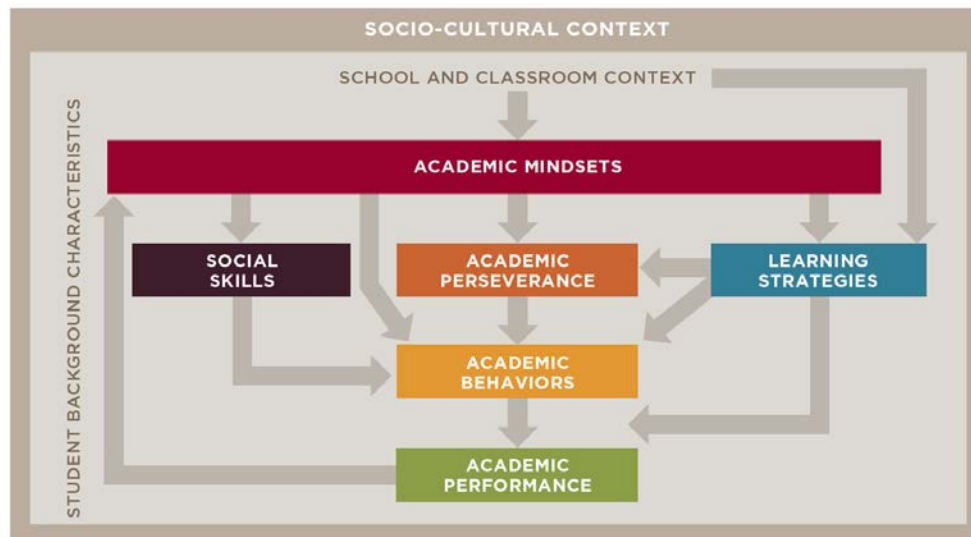 SOCIO-CULTURAL CONTEXT
SCHOOL AND CLASSROOM CONTEXT
STUDENT BACKGROUND CHARACTERISTICS
ACADEMIC MINDSETS
SOCIAL
SKILLS
ACADEMIC
PERSEVERANCE
LEARNING
STRATEGIES
ACADEMIC
BEHAVIORS
ACADEMIC
PERFORMANCE